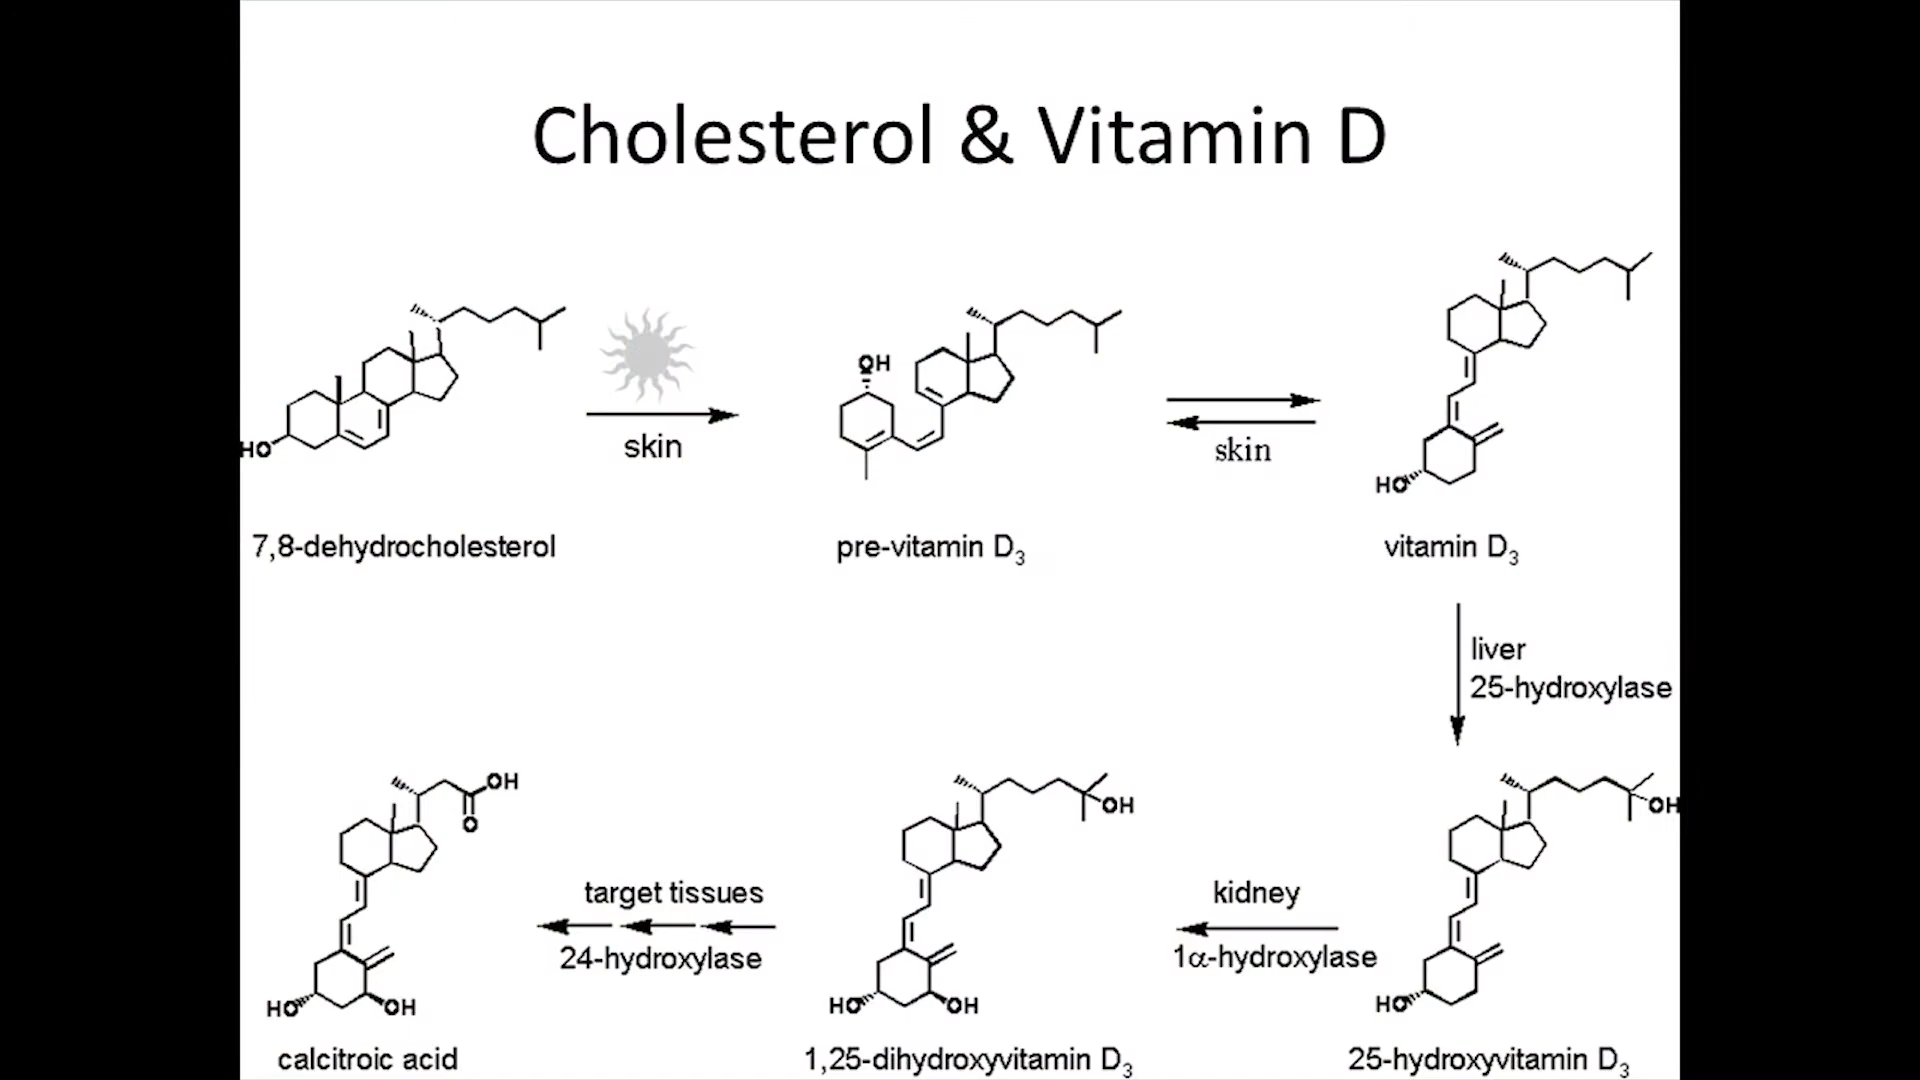 Cholesterol & Vitamin D
HO
7,8-dehydrocholesterol
skin
OH
pre-vitamin D₃
skin
HO
vitamin D₃
liver
25-hydroxylase
OH
HO
25-hydroxyvitamin D₃
kidney
1α-hydroxylase
OH
HO OH
1,25-dihydroxyvitamin D₃
target tissues
24-hydroxylase
OH
O
HO OH
calcitroic acid